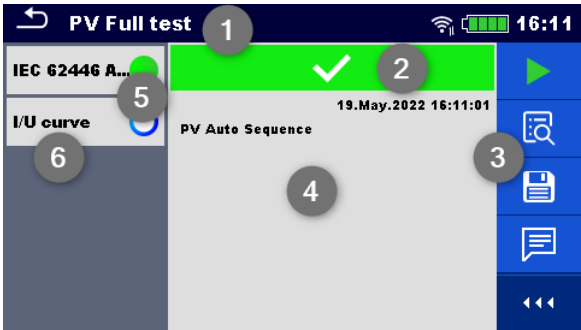 PV Full test
16:11
1
2
IEC 62446 A...
5
19.May.2022 16:11:01
I/U curve
PV Auto Sequence
3
6
4